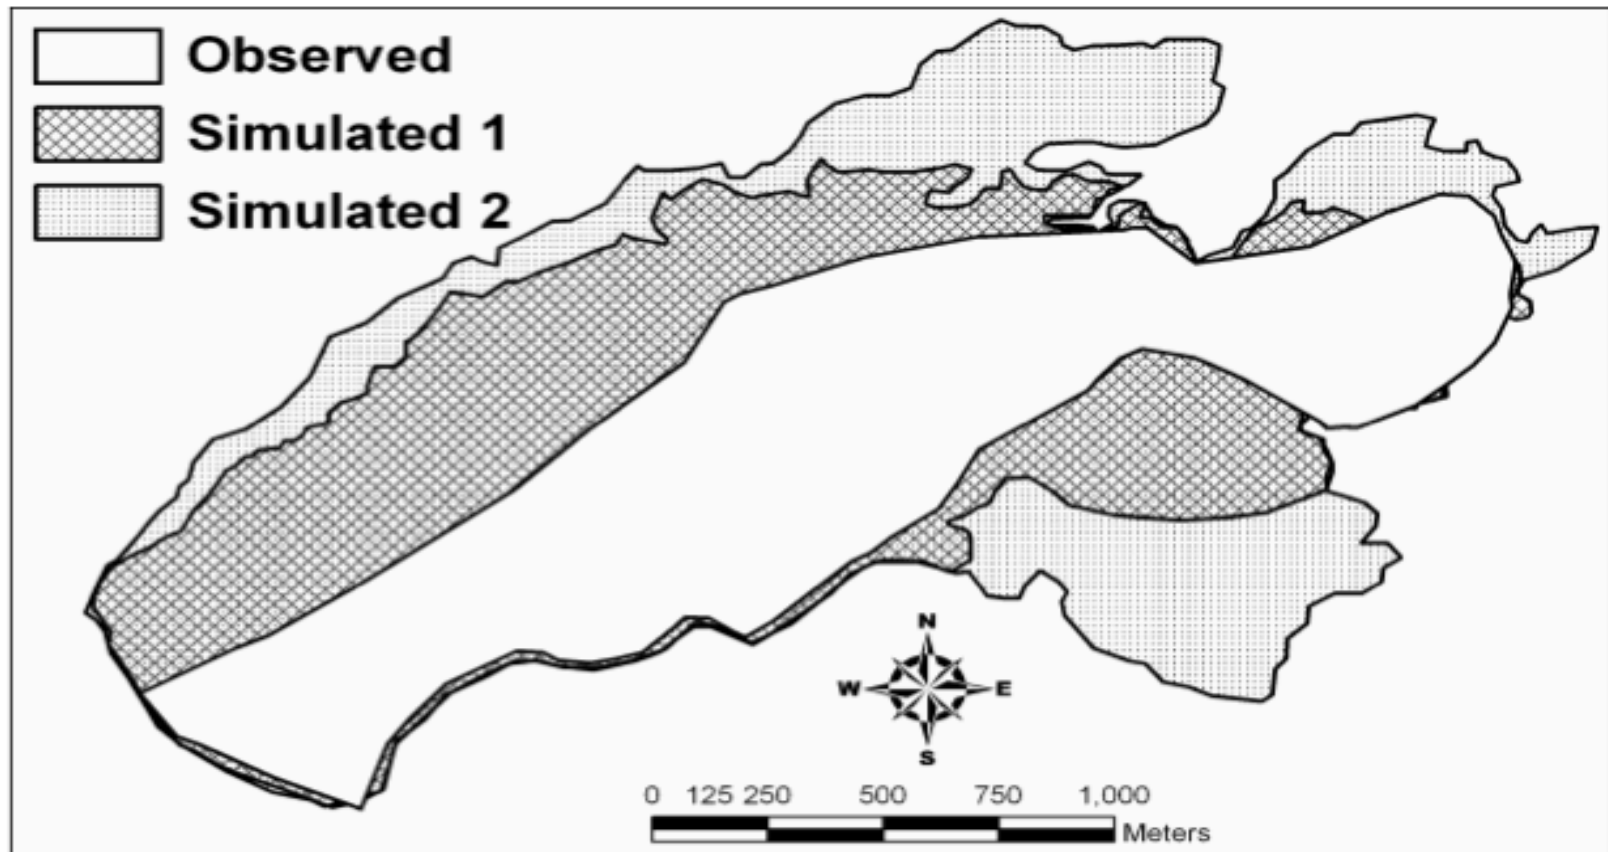 Observed
Simulated 1
Simulated 2
N
W E
S
0 125 250 500 750 1,000
Meters